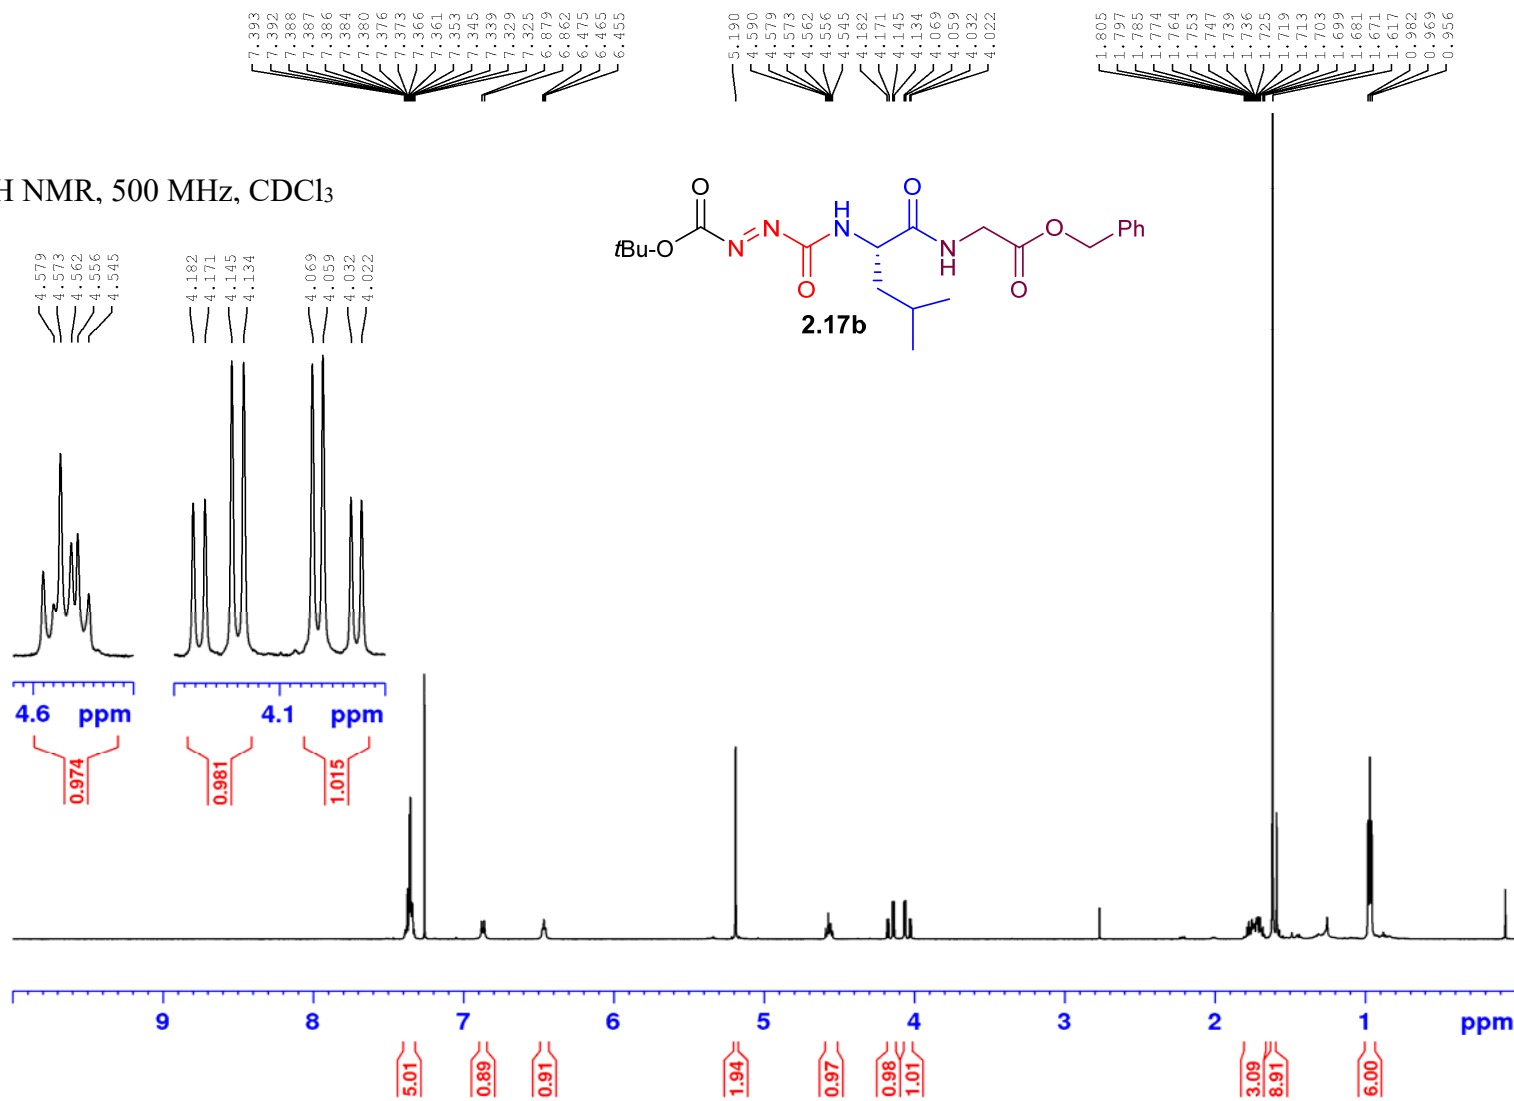 7.393 7.392 7.388 7.387 7.386 7.384 7.380 7.376 7.373 7.366 7.361 7.353 7.345 7.339 7.329 7.325 6.879 6.862 6.475 6.465 6.455
5.190 4.590 4.579 4.573 4.562 4.556 4.545 4.182 4.171 4.145 4.134 4.069 4.059 4.032 4.022
1.805 1.797 1.785 1.774 1.764 1.753 1.747 1.739 1.736 1.725 1.719 1.713 1.703 1.699 1.681 1.671 1.617 0.982 0.969 0.956
H NMR, 500 MHz, CDCl3
O
tBu-O
N=N
O
H
N
O
N
H
O
O
Ph
2.17b
4.579 4.573 4.562 4.556 4.545
4.182 4.171 4.145 4.134
4.069 4.059 4.032 4.022
4.6 ppm
4.1 ppm
0.974
0.981
1.015
9 8 7 6 5 4 3 2 1 ppm
5.01 0.89 0.91 1.94 0.97 0.98 1.01 3.09 8.91 6.00